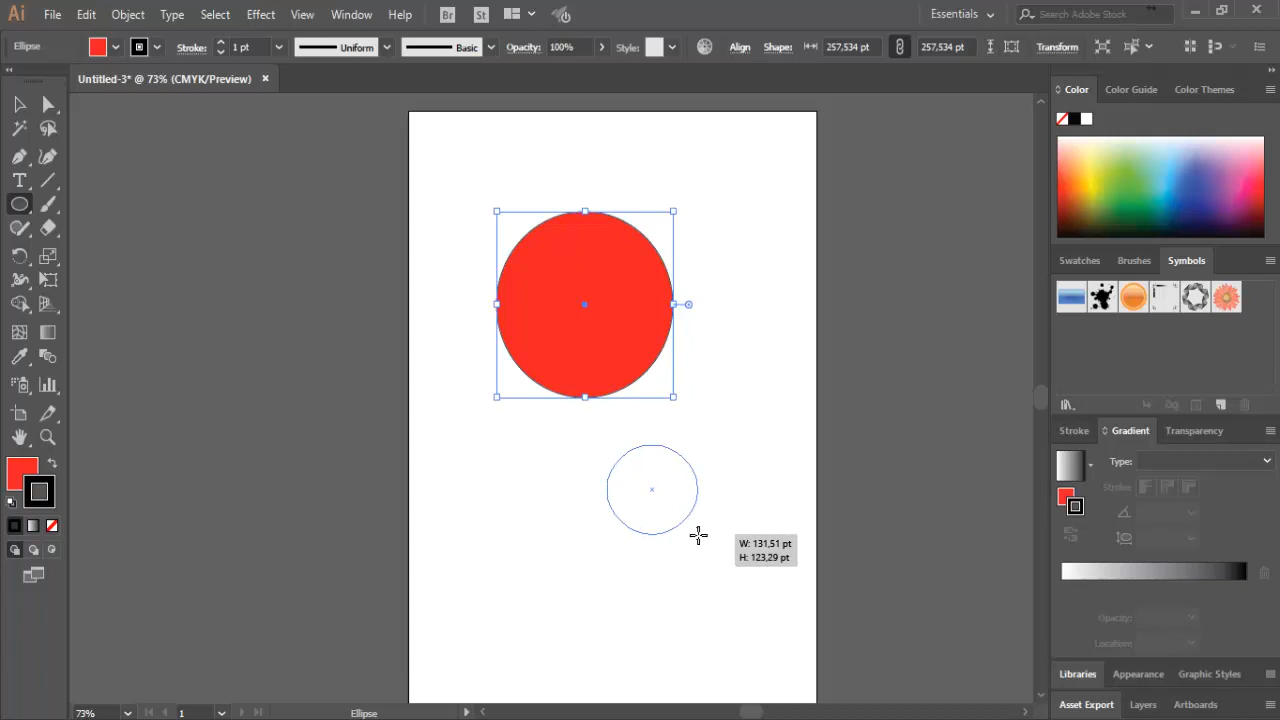 Ai File Edit Object Type Select Effect View Window Help Br St Essentials Search Adobe Stock
Ellipse Stroke: 1 pt Uniform Basic Opacity: 100% Style: Align Shape: 257,534 pt 257,534 pt Transform
Untitled-3* @ 73% (CMYK/Preview)
Color Color Guide Color Themes
Swatches Brushes Symbols
Stroke Gradient Transparency
Type:
Stroke:
W: 131,51 pt
H: 123,29 pt
Opacity:
Location:
Libraries Appearance Graphic Styles
Asset Export Layers Artboards
73% 1 Ellipse